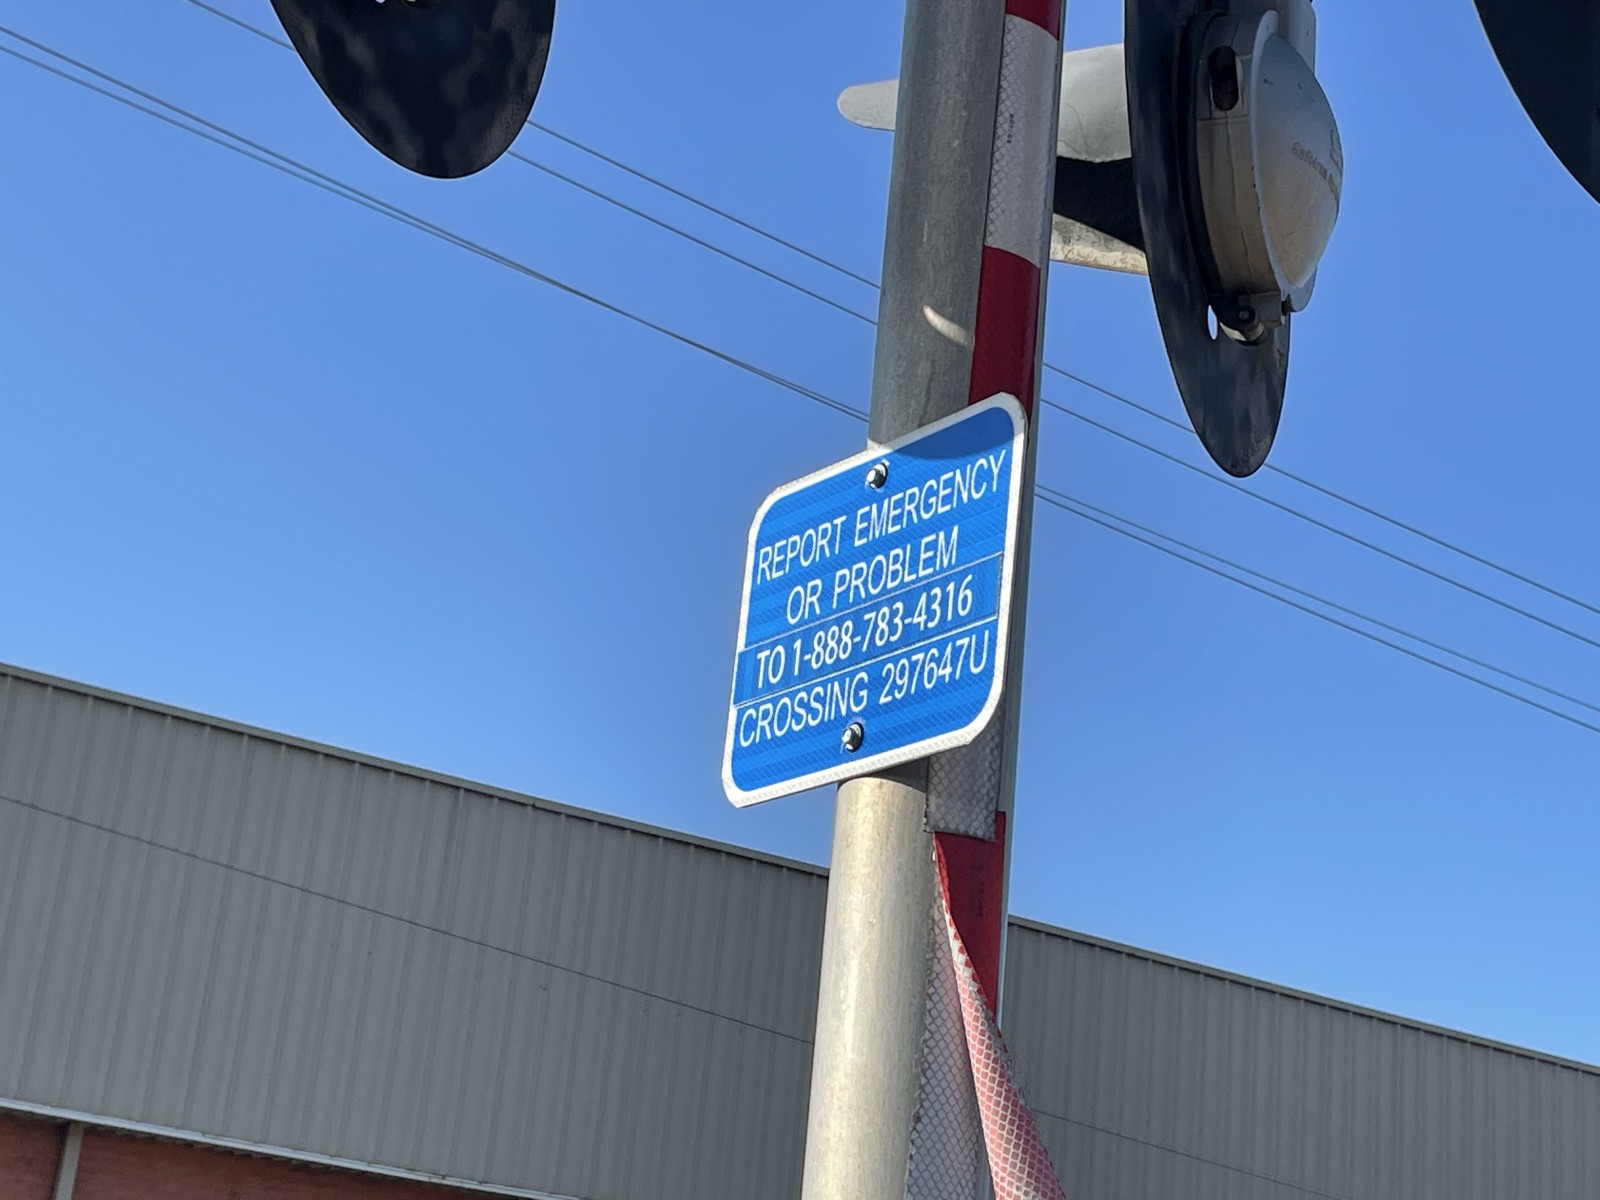 REPORT EMERGENCY
OR PROBLEM
TO 1-888-783-4316
CROSSING 297647U